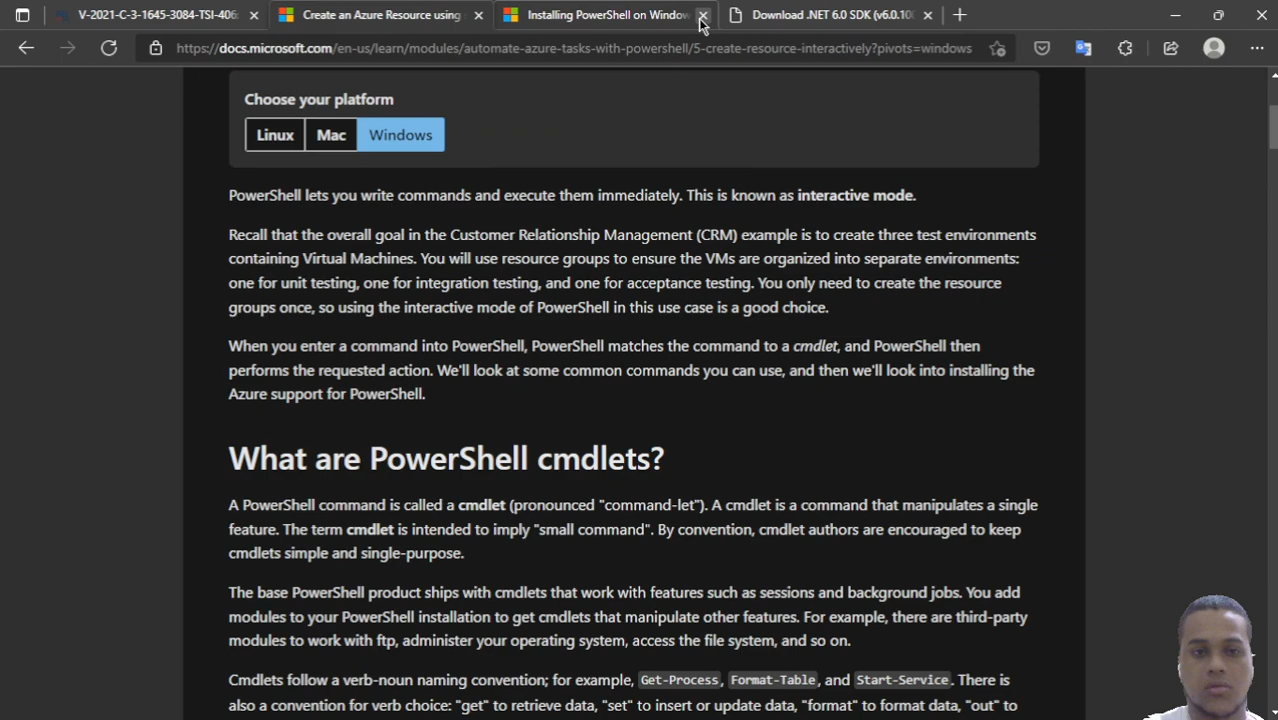 V-2021-C-3-1645-3084-TSI-406
Create an Azure Resource using
Installing PowerShell on Window
Download .NET 6.0 SDK (v6.0.100
https://docs.microsoft.com/en-us/learn/modules/automate-azure-tasks-with-powershell/5-create-resource-interactively?pivots=windows
Choose your platform
Linux
Mac
Windows
PowerShell lets you write commands and execute them immediately. This is known as interactive mode.
Recall that the overall goal in the Customer Relationship Management (CRM) example is to create three test environments
containing Virtual Machines. You will use resource groups to ensure the VMs are organized into separate environments:
one for unit testing, one for integration testing, and one for acceptance testing. You only need to create the resource
groups once, so using the interactive mode of PowerShell in this use case is a good choice.
When you enter a command into PowerShell, PowerShell matches the command to a cmdlet, and PowerShell then
performs the requested action. We'll look at some common commands you can use, and then we'll look into installing the
Azure support for PowerShell.
What are PowerShell cmdlets?
A PowerShell command is called a cmdlet (pronounced "command-let"). A cmdlet is a command that manipulates a single
feature. The term cmdlet is intended to imply "small command". By convention, cmdlet authors are encouraged to keep
cmdlets simple and single-purpose.
The base PowerShell product ships with cmdlets that work with features such as sessions and background jobs. You add
modules to your PowerShell installation to get cmdlets that manipulate other features. For example, there are third-party
modules to work with ftp, administer your operating system, access the file system, and so on.
Cmdlets follow a verb-noun naming convention; for example, Get-Process, Format-Table, and Start-Service. There is
also a convention for verb choice: "get" to retrieve data, "set" to insert or update data, "format" to format data, "out" to